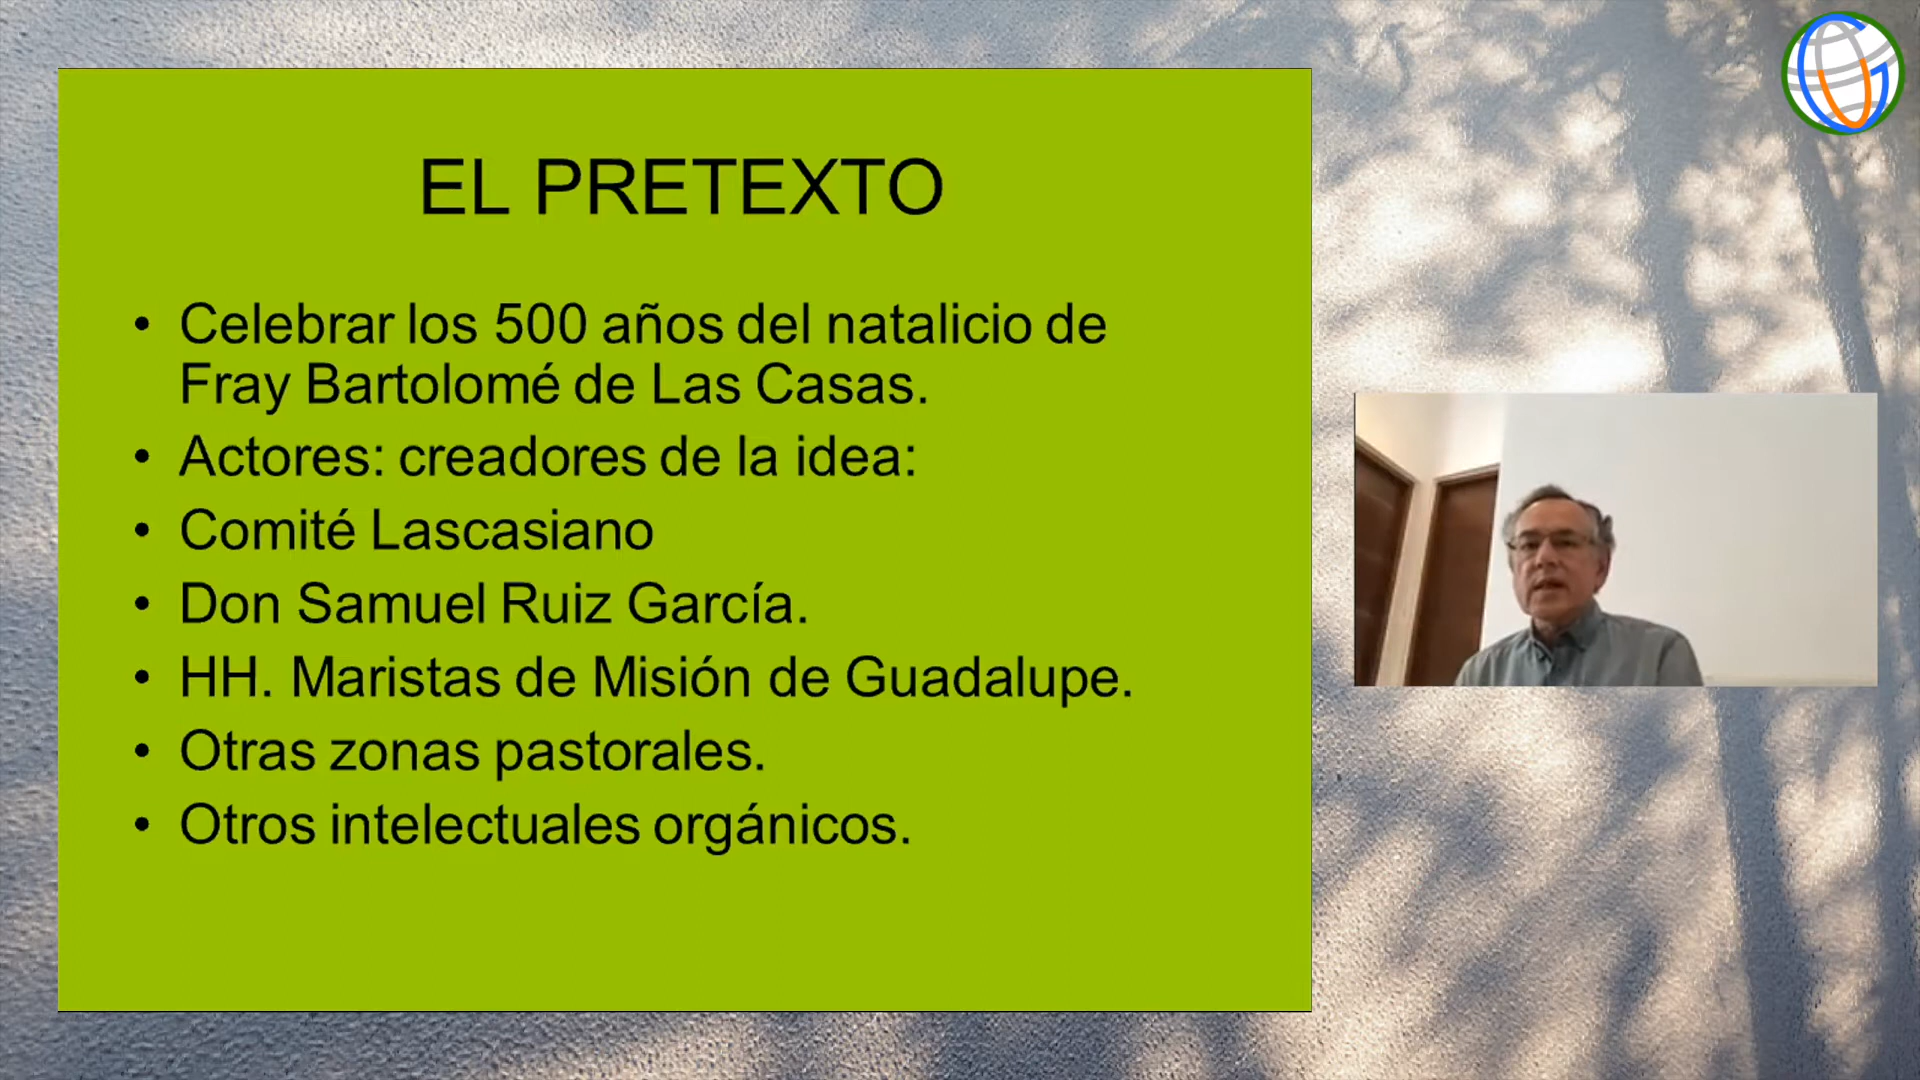 EL PRETEXTO
• Celebrar los 500 años del natalicio de
Fray Bartolomé de Las Casas.
• Actores: creadores de la idea:
• Comité Lascasiano
• Don Samuel Ruiz García.
• HH. Maristas de Misión de Guadalupe.
• Otras zonas pastorales.
• Otros intelectuales orgánicos.